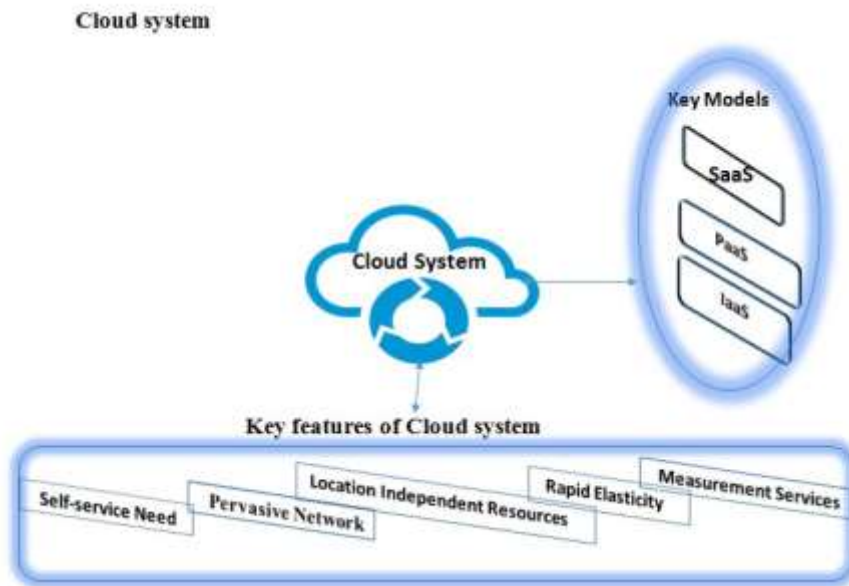 Cloud system
Key Models
SaaS
PaaS
IaaS
Cloud System
Key features of Cloud system
Self-service Need
Pervasive Network
Location Independent Resources
Rapid Elasticity
Measurement Services